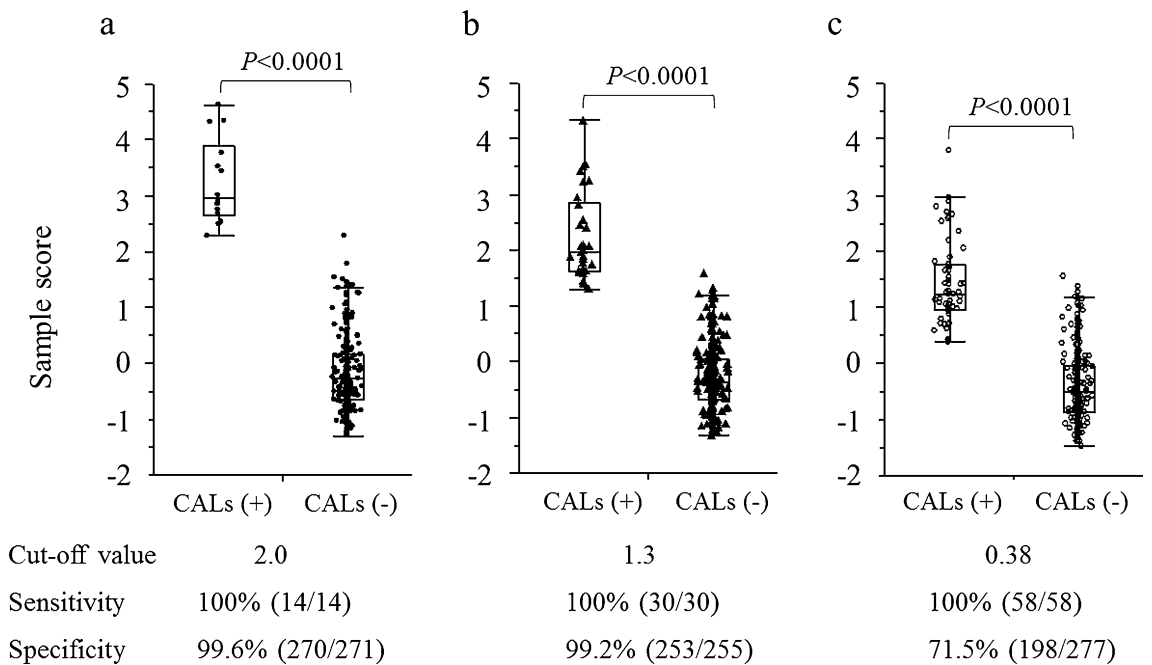 a b c
P<0.0001 P<0.0001 P<0.0001
5 5 5
4 4 4
3 3 3
2 2 2
1 1 1
0 0 0
-1 -1 -1
-2 -2 -2
Sample score
CALs (+) CALs (-) CALs (+) CALs (-) CALs (+) CALs (-)
Cut-off value 2.0 1.3 0.38
Sensitivity 100% (14/14) 100% (30/30) 100% (58/58)
Specificity 99.6% (270/271) 99.2% (253/255) 71.5% (198/277)